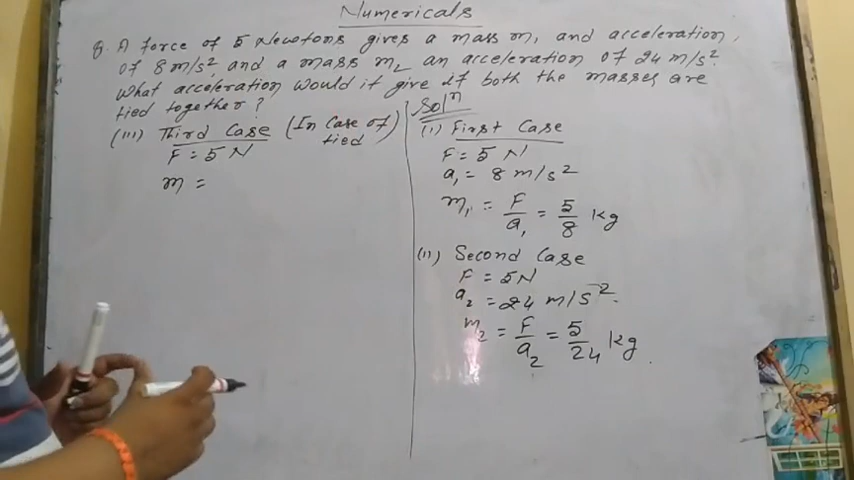 Numericals
Q. A force of 5 Newtons gives a mass m₁ and acceleration
of 8 m/s², and a mass m₂ an acceleration of 24 m/s².
What acceleration would it give if both the masses are
tied together?
(III) Third Case (In Case of tied)
F = 5 N
m =
Solⁿ
(i) First Case
F = 5 N
a₁ = 8 m/s²
m₁ = F/a₁ = 5/8 kg
(ii) Second Case
F = 5N
a₂ = 24 m/s².
m₂ = F/a₂ = 5/24 kg.